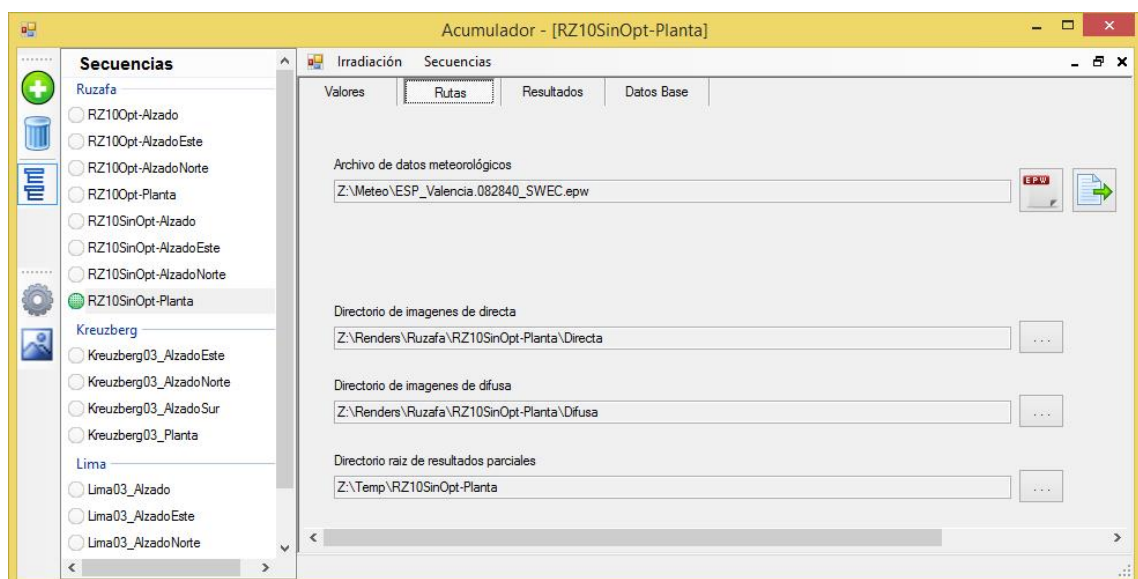 Acumulador - [RZ10SinOpt-Planta]
Secuencias
Ruzafa
RZ10Opt-Alzado
RZ10Opt-AlzadoEste
RZ10Opt-AlzadoNorte
RZ10Opt-Planta
RZ10SinOpt-Alzado
RZ10SinOpt-AlzadoEste
RZ10SinOpt-AlzadoNorte
RZ10SinOpt-Planta
Kreuzberg
Kreuzberg03_AlzadoEste
Kreuzberg03_AlzadoNorte
Kreuzberg03_AlzadoSur
Kreuzberg03_Planta
Lima
Lima03_Alzado
Lima03_AlzadoEste
Lima03_AlzadoNorte
Irradiación Secuencias
Valores Rutas Resultados Datos Base
Archivo de datos meteorológicos
Z:\Meteo\ESP_Valencia.082840_SWEC.epw
EPW
Directorio de imagenes de directa
Z:\Renders\Ruzafa\RZ10SinOpt-Planta\Directa
...
Directorio de imagenes de difusa
Z:\Renders\Ruzafa\RZ10SinOpt-Planta\Difusa
...
Directorio raiz de resultados parciales
Z:\Temp\RZ10SinOpt-Planta
...